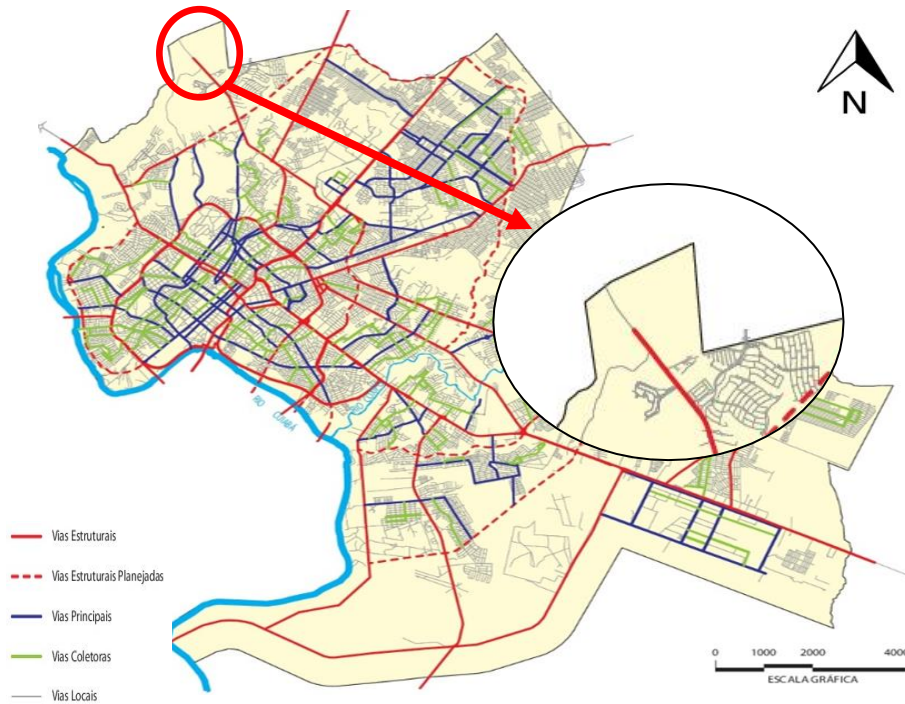 N
RIO
CUIABÁ
Vias Estruturais
Vias Estruturais Planejadas
Vias Principais
Vias Coletoras
Vias Locais
0 1000 2000 4000
ESCALA GRÁFICA